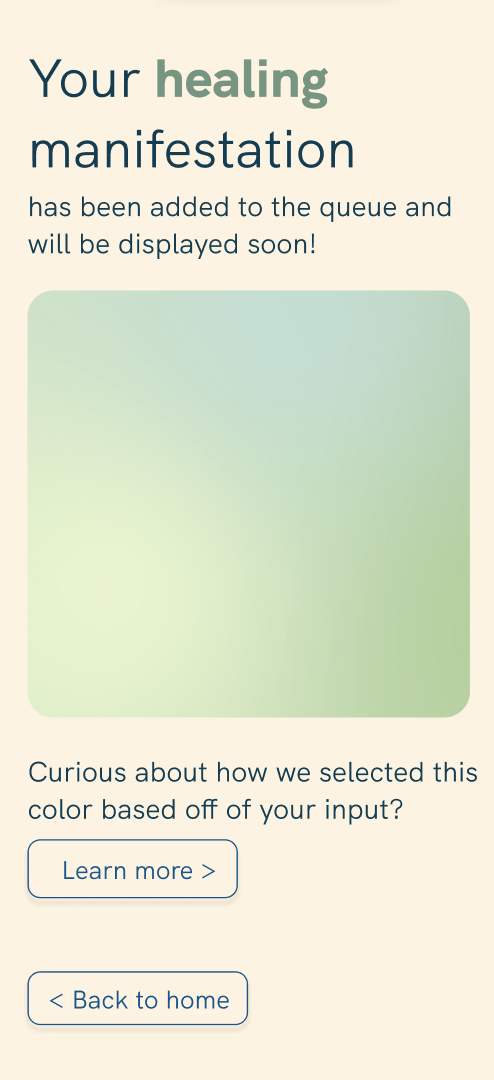 Your healing
manifestation
has been added to the queue and
will be displayed soon!
Curious about how we selected this
color based off of your input?
Learn more >
< Back to home